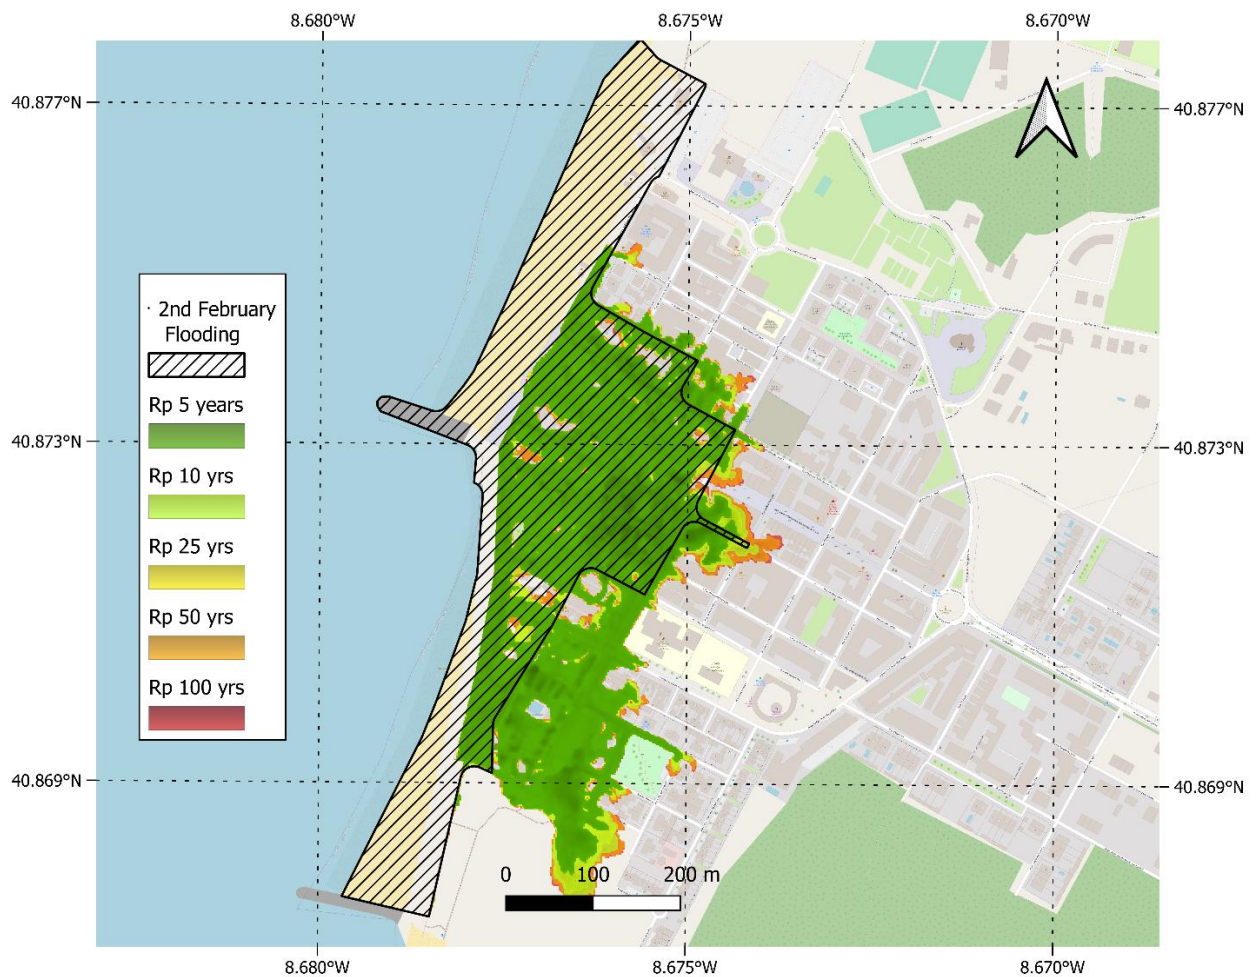 8.680°W 8.675°W 8.670°W
40.877°N 40.877°N
· 2nd February
Flooding
Rp 5 years
Rp 10 yrs
Rp 25 yrs
Rp 50 yrs
Rp 100 yrs
40.873°N 40.873°N
40.869°N 40.869°N
0 100 200 m
8.680°W 8.675°W 8.670°W